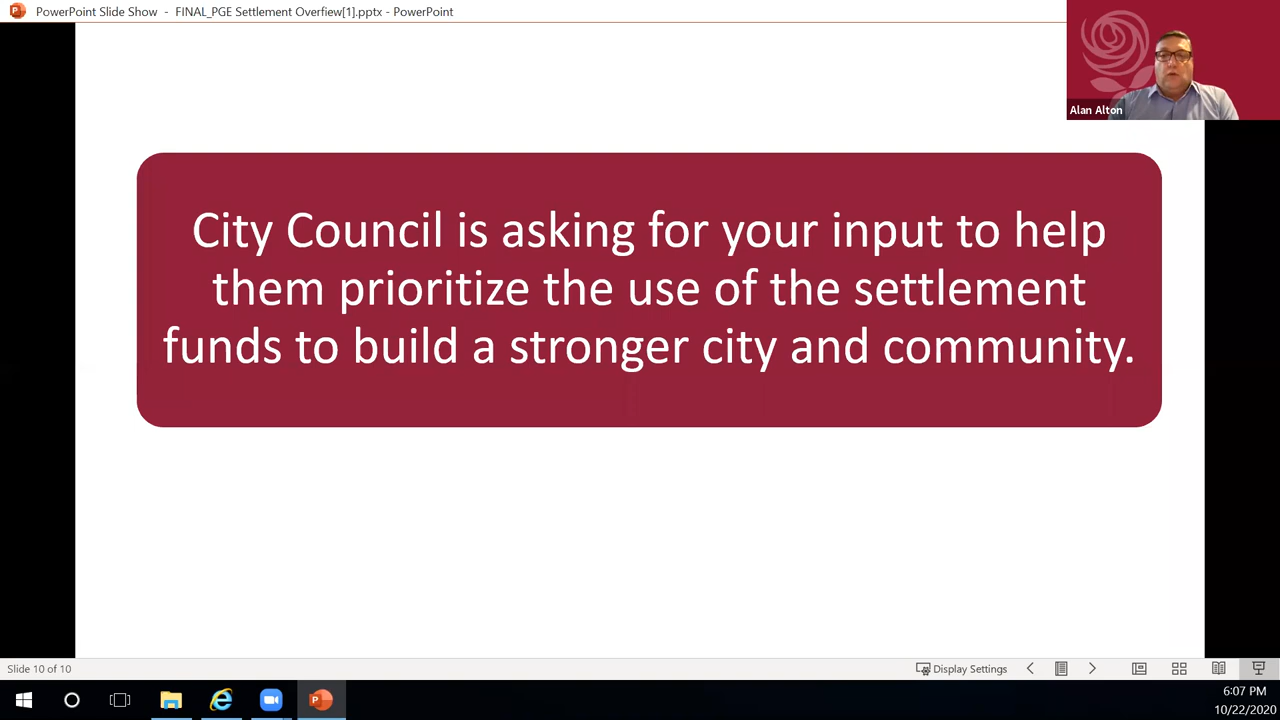 PowerPoint Slide Show - FINAL_PGE Settlement Overfiew[1].pptx - PowerPoint
Alan Alton
City Council is asking for your input to help
them prioritize the use of the settlement
funds to build a stronger city and community.
Slide 10 of 10
Display Settings
6:07 PM
10/22/2020